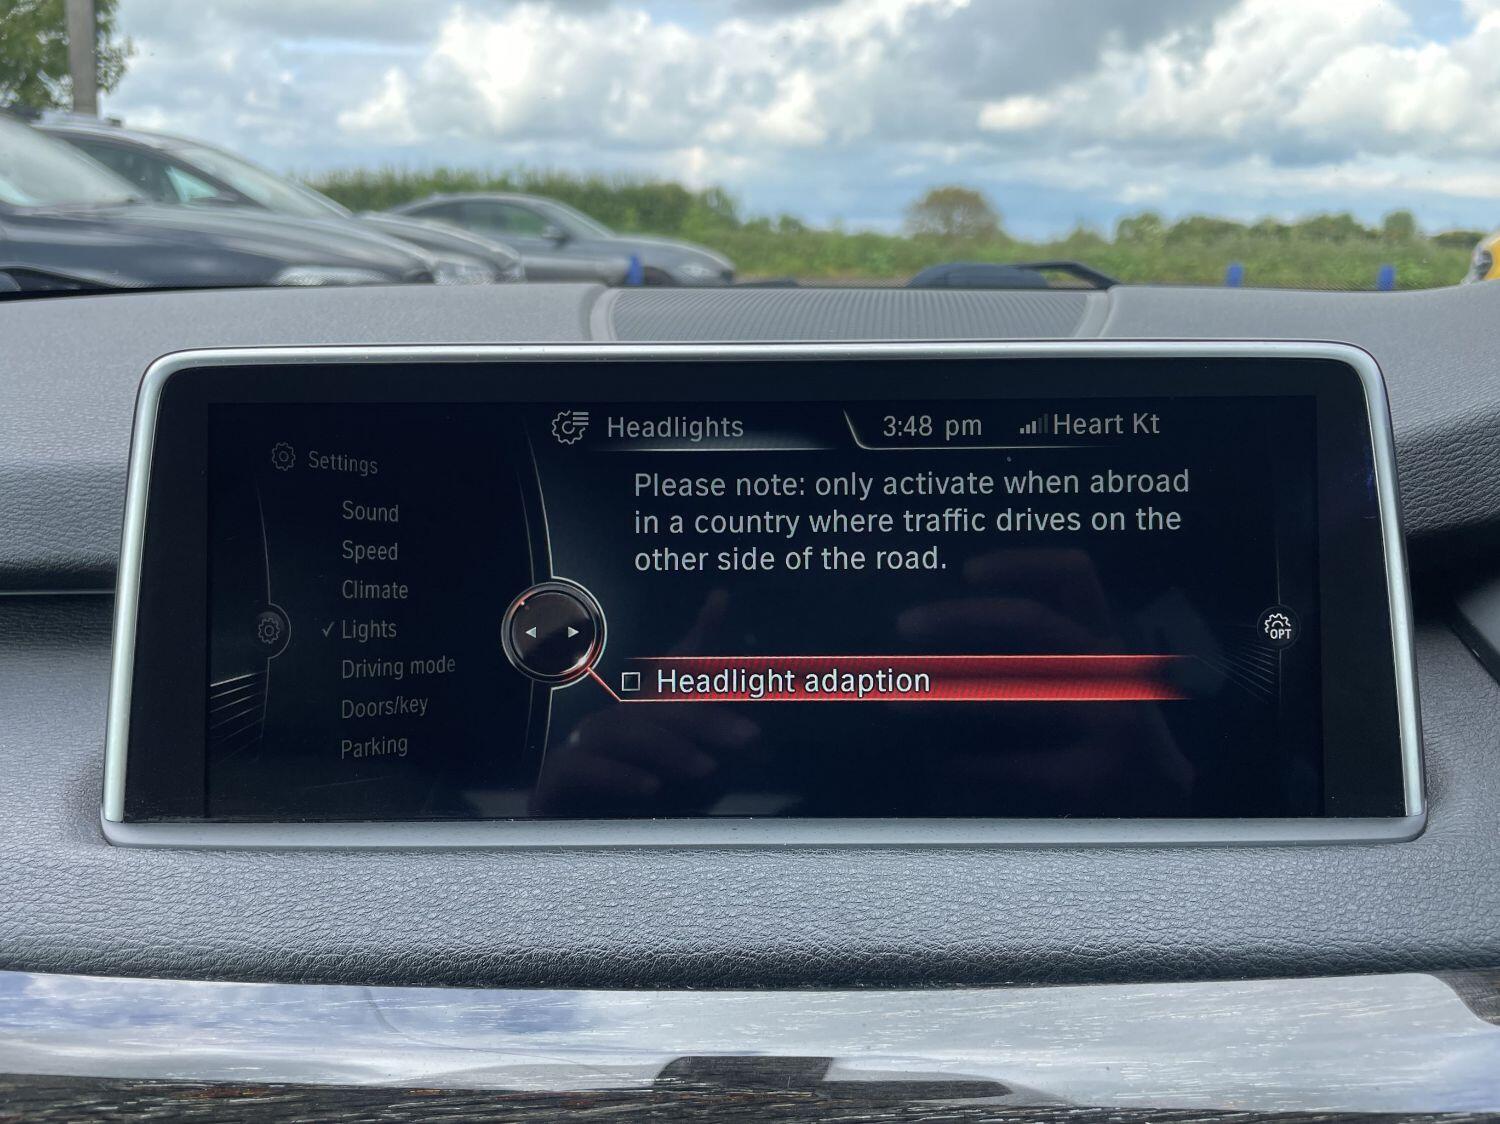 Headlights
3:48 pm
Heart Kt
Settings
Sound
Speed
Climate
✓ Lights
Driving mode
Doors/key
Parking
Please note: only activate when abroad
in a country where traffic drives on the
other side of the road.
Headlight adaption
OPT